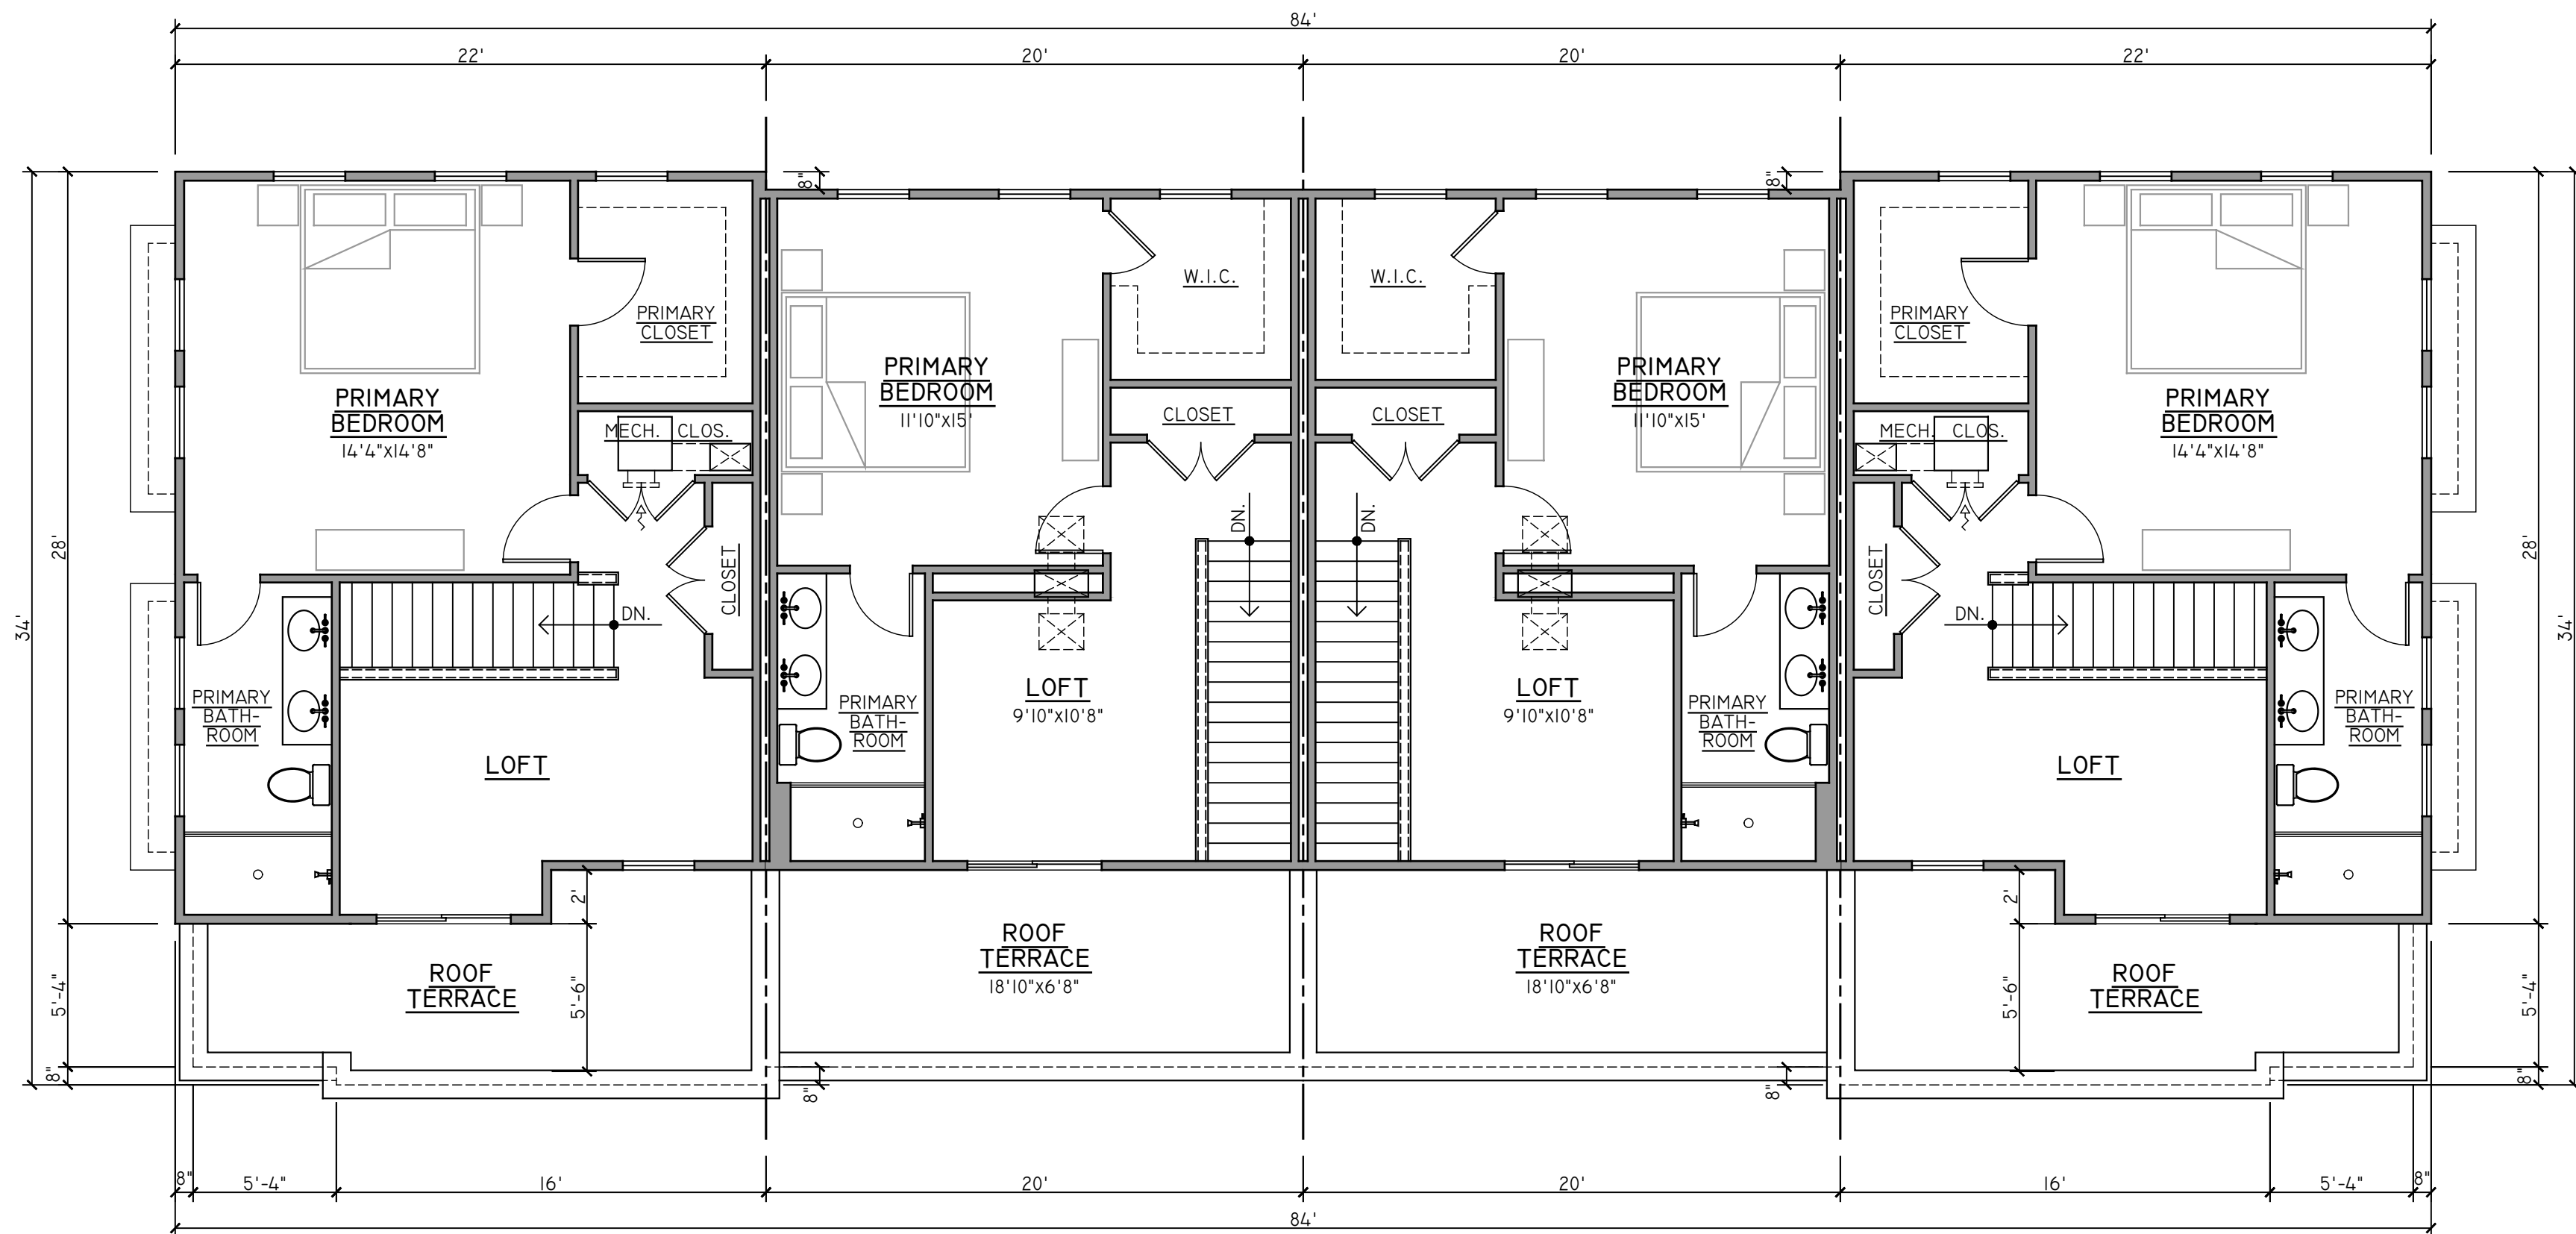 84'
22'
20'
20'
22'
8"
8"
PRIMARY
CLOSET
PRIMARY
BEDROOM
14'4"x14'8"
MECH. CLOS.
CLOSET
DN.
PRIMARY
BATH-
ROOM
LOFT
ROOF
TERRACE
2'
5'-6"
W.I.C.
PRIMARY
BEDROOM
11'10"x15'
CLOSET
DN.
LOFT
9'10"x10'8"
PRIMARY
BATH-
ROOM
ROOF
TERRACE
18'10"x6'8"
8"
W.I.C.
PRIMARY
BEDROOM
11'10"x15'
CLOSET
DN.
LOFT
9'10"x10'8"
PRIMARY
BATH-
ROOM
ROOF
TERRACE
18'10"x6'8"
8"
PRIMARY
CLOSET
PRIMARY
BEDROOM
14'4"x14'8"
MECH. CLOS.
CLOSET
DN.
PRIMARY
BATH-
ROOM
LOFT
ROOF
TERRACE
2'
5'-6"
34'
28'
5'-4"
8"
28'
34'
5'-4"
8"
8"
5'-4"
16'
20'
20'
16'
5'-4"
8"
84'